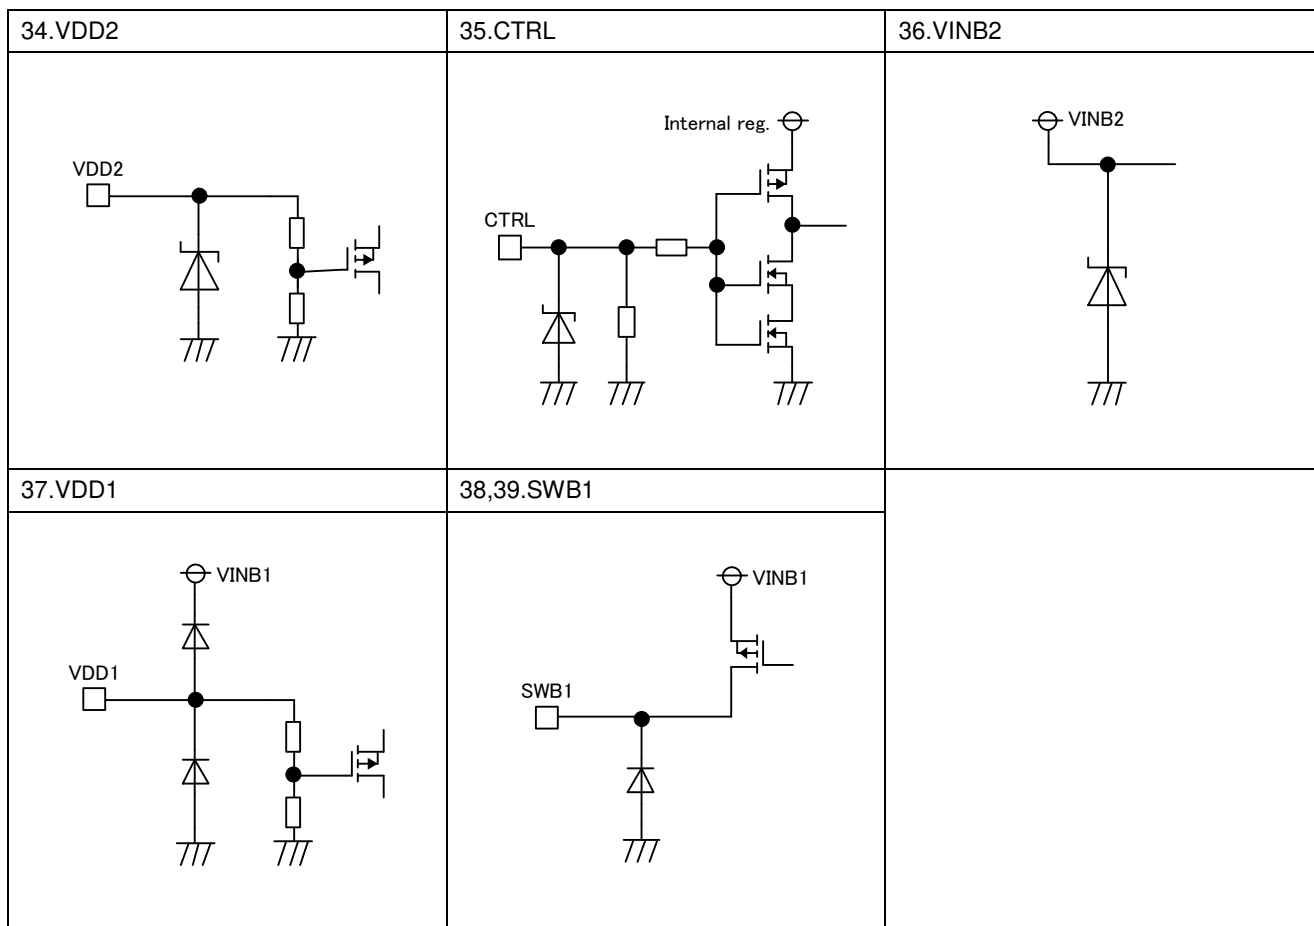 34.VDD2
35.CTRL
36.VINB2
VDD2
Internal reg.
CTRL
VINB2
37.VDD1
38,39.SWB1
VINB1
VDD1
VINB1
SWB1